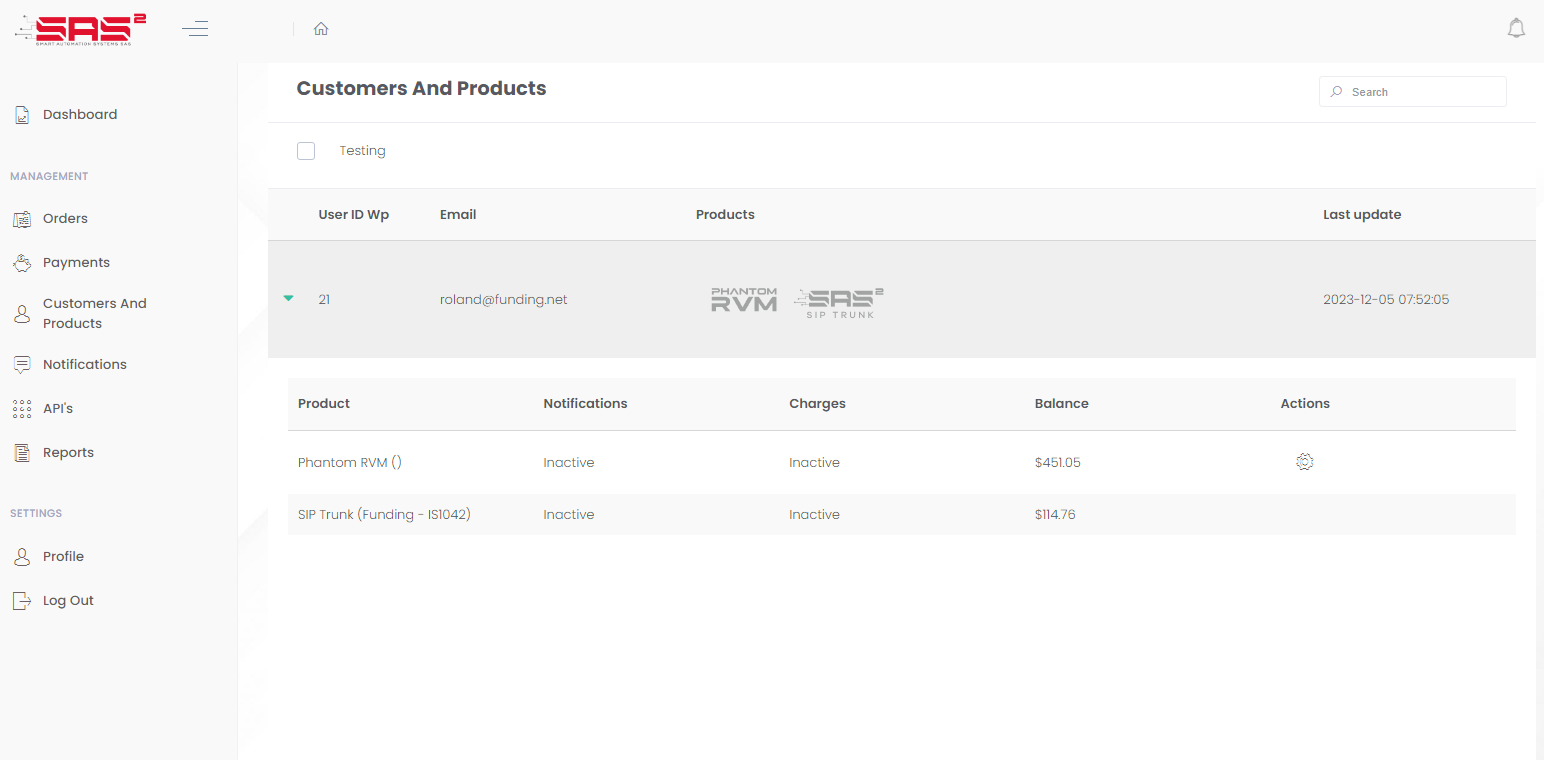 SAS2
SMART AUTOMATION SYSTEMS SAS
Customers And Products
Search
Dashboard
Testing
MANAGEMENT
User ID Wp Email Products Last update
Orders
Payments
21 roland@funding.net PHANTOM RVM SAS2 SIP TRUNK 2023-12-05 07:52:05
Customers And
Products
Notifications
API's
Reports
Product Notifications Charges Balance Actions
Phantom RVM () Inactive Inactive $451.05
SIP Trunk (Funding - IS1042) Inactive Inactive $114.76
SETTINGS
Profile
Log Out